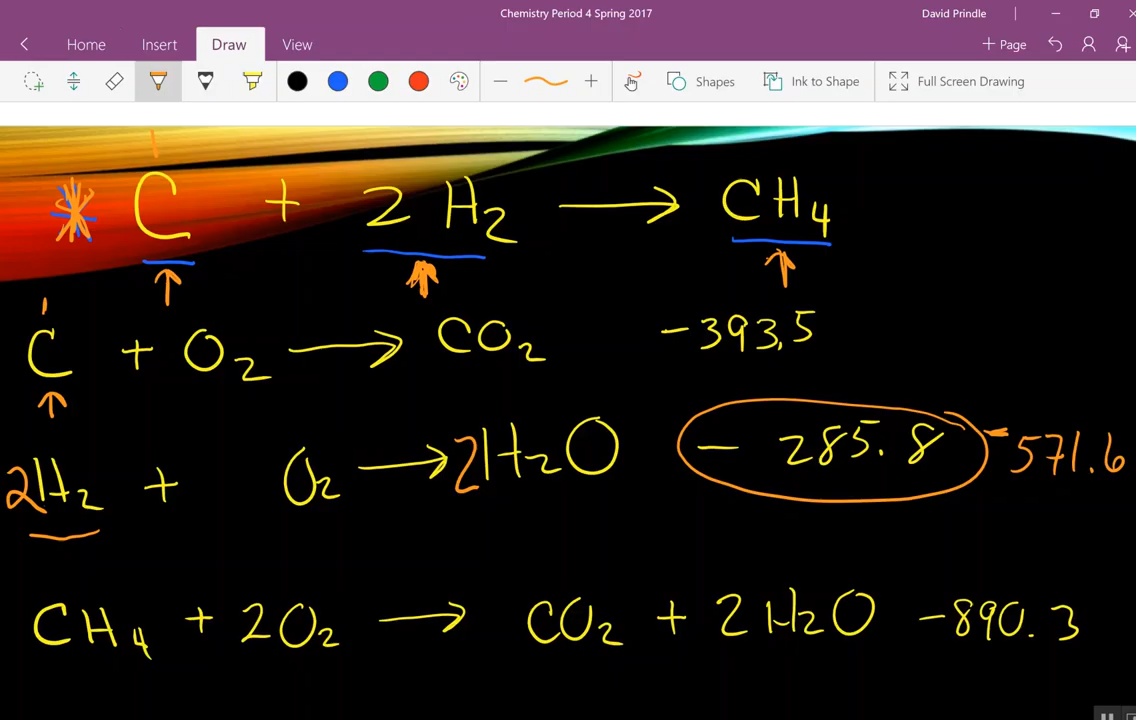 Chemistry Period 4 Spring 2017 David Prindle
Home Insert Draw View + Page
Shapes Ink to Shape Full Screen Drawing
* C + 2 H₂ → CH₄
C + O₂ → CO₂ -393.5
2H₂ + O₂ → 2H₂O - 285.8 -571.6
CH₄ + 2O₂ → CO₂ + 2H₂O -890.3